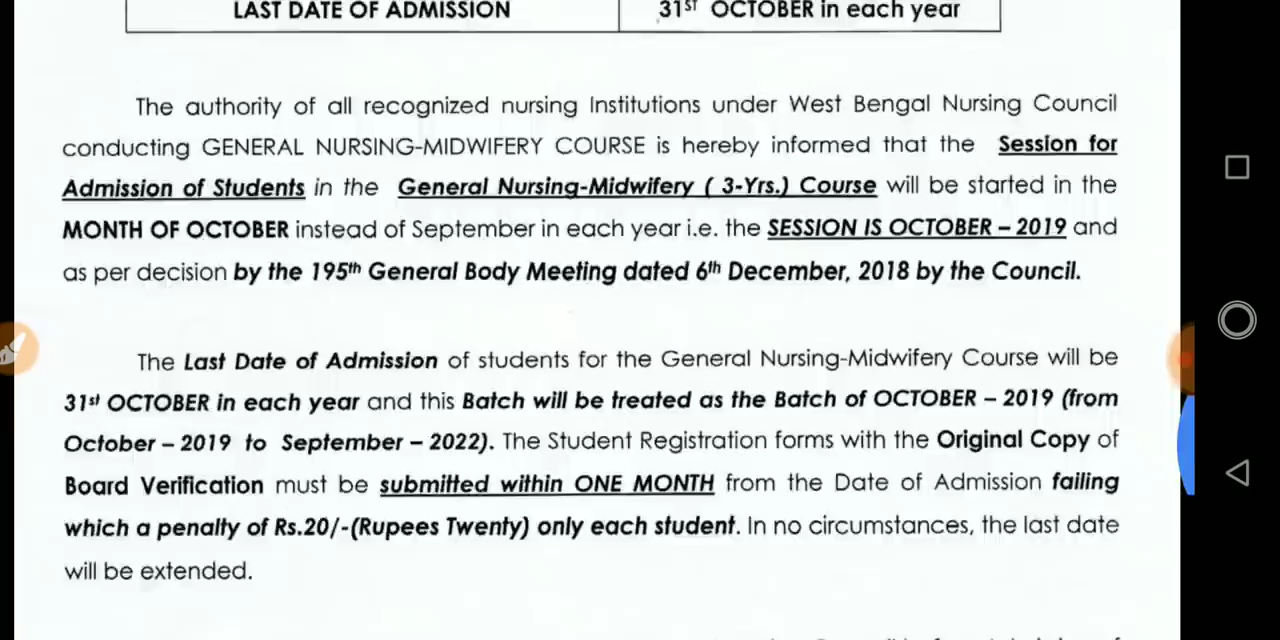 LAST DATE OF ADMISSION 31ST OCTOBER in each year
The authority of all recognized nursing Institutions under West Bengal Nursing Council
conducting GENERAL NURSING-MIDWIFERY COURSE is hereby informed that the Session for
Admission of Students in the General Nursing-Midwifery ( 3-Yrs.) Course will be started in the
MONTH OF OCTOBER instead of September in each year i.e. the SESSION IS OCTOBER – 2019 and
as per decision by the 195th General Body Meeting dated 6th December, 2018 by the Council.
The Last Date of Admission of students for the General Nursing-Midwifery Course will be
31st OCTOBER in each year and this Batch will be treated as the Batch of OCTOBER – 2019 (from
October – 2019 to September – 2022). The Student Registration forms with the Original Copy of
Board Verification must be submitted within ONE MONTH from the Date of Admission failing
which a penalty of Rs.20/-(Rupees Twenty) only each student. In no circumstances, the last date
will be extended.